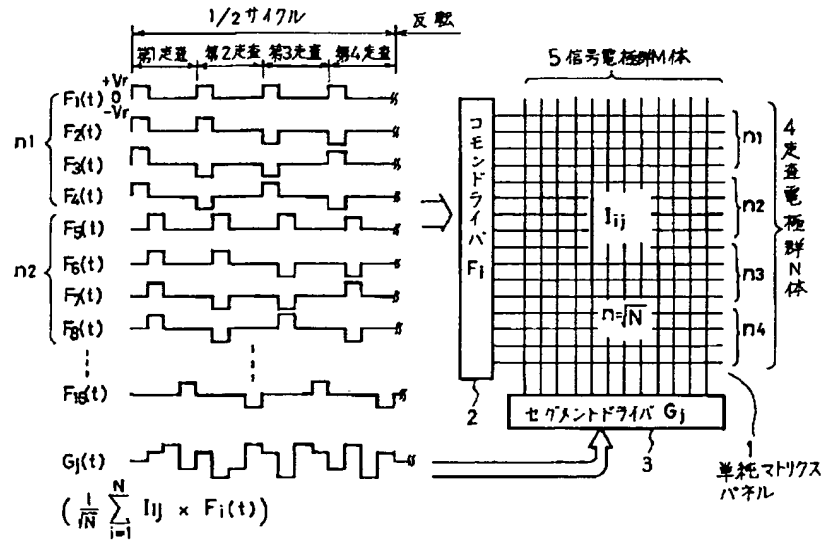 1/2サイクル
反転
第1走査 第2走査 第3走査 第4走査
+Vr
0
-Vr
n1
F1(t)
F2(t)
F3(t)
F4(t)
n2
F5(t)
F6(t)
F7(t)
F8(t)
F16(t)
Gj(t)
( 1/√N N∑i=1 Iij × Fi(t) )
5信号電極群M体
コモンドライバ Fi
2
Iij
n=√N
n1
n2
n3
n4
4走査電極群N体
セグメントドライバ Gj
3
1
単純マトリクス
パネル